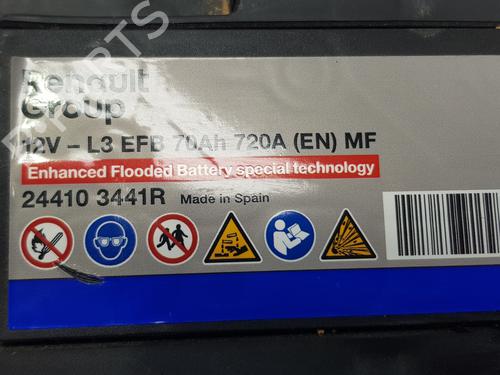 Renault
Group
12V – L3 EFB 70Ah 720A (EN) MF
Enhanced Flooded Battery special technology
24410 3441R Made in Spain